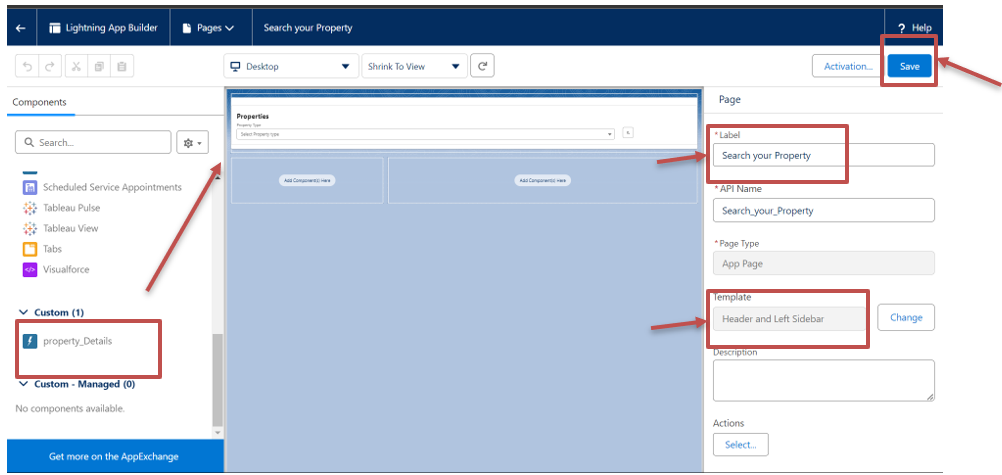 Lightning App Builder
Pages
Search your Property
? Help
Desktop
Shrink To View
Activation...
Save
Components
Search...
Scheduled Service Appointments
Tableau Pulse
Tableau View
Tabs
Visualforce
Custom (1)
property_Details
Custom - Managed (0)
No components available.
Get more on the AppExchange
Properties
Property Type
Select Property type
Add Component(s) Here
Add Component(s) Here
Page
*Label
Search your Property
*API Name
Search_your_Property
*Page Type
App Page
Template
Header and Left Sidebar
Change
Description
Actions
Select...